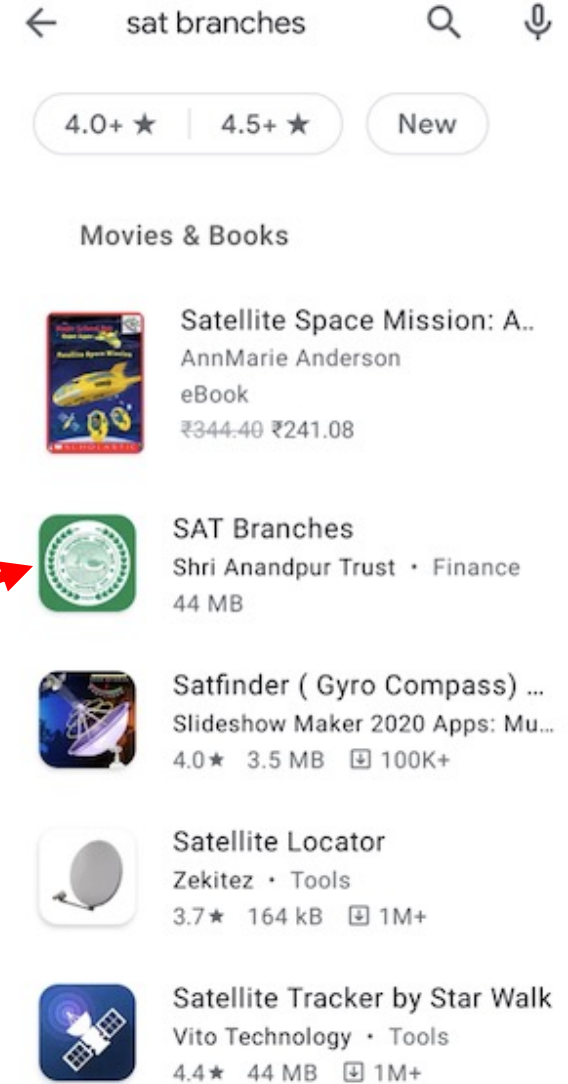 sat branches
4.0+ ★ 4.5+ ★ New
Movies & Books
Satellite Space Mission: A..
AnnMarie Anderson
eBook
₹344.40 ₹241.08
SAT Branches
Shri Anandpur Trust • Finance
44 MB
Satfinder ( Gyro Compass) ...
Slideshow Maker 2020 Apps: Mu...
4.0★ 3.5 MB 100K+
Satellite Locator
Zekitez • Tools
3.7★ 164 kB 1M+
Satellite Tracker by Star Walk
Vito Technology • Tools
4.4★ 44 MB 1M+